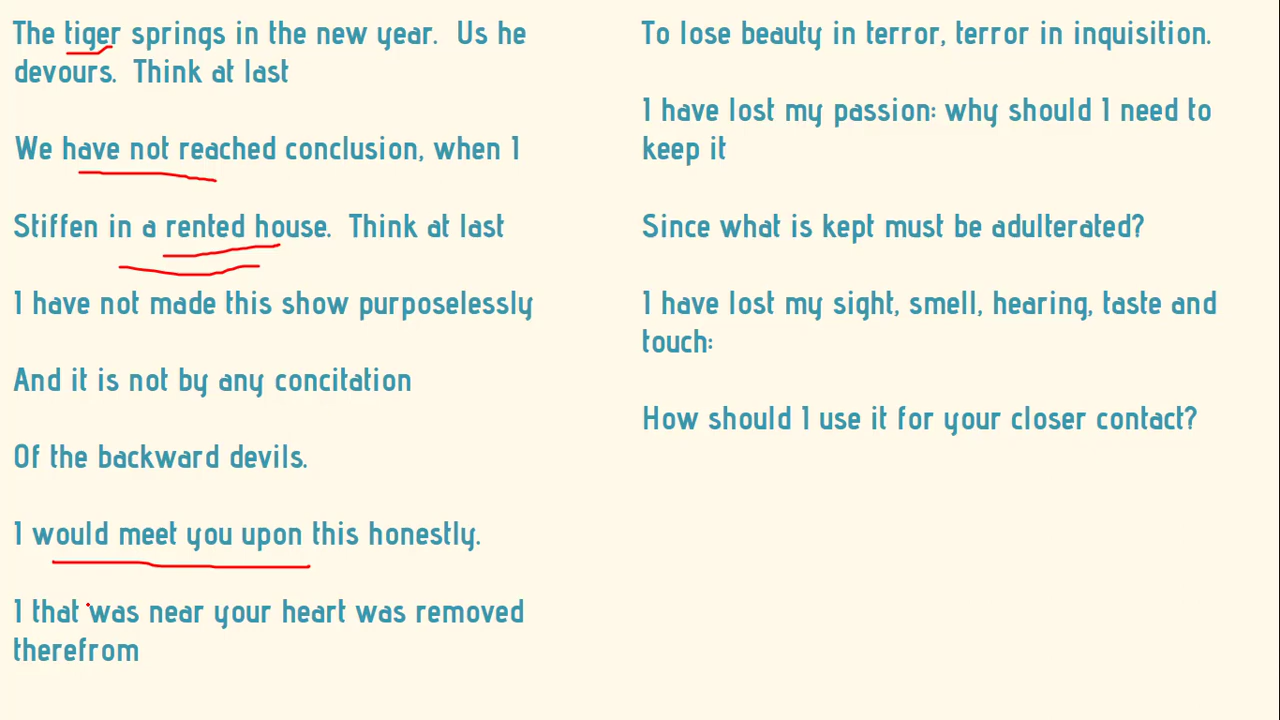 The tiger springs in the new year.  Us he
devours.  Think at last
We have not reached conclusion, when I
Stiffen in a rented house.  Think at last
I have not made this show purposelessly
And it is not by any concitation
Of the backward devils.
I would meet you upon this honestly.
I that was near your heart was removed
therefrom
To lose beauty in terror, terror in inquisition.
I have lost my passion: why should I need to
keep it
Since what is kept must be adulterated?
I have lost my sight, smell, hearing, taste and
touch:
How should I use it for your closer contact?